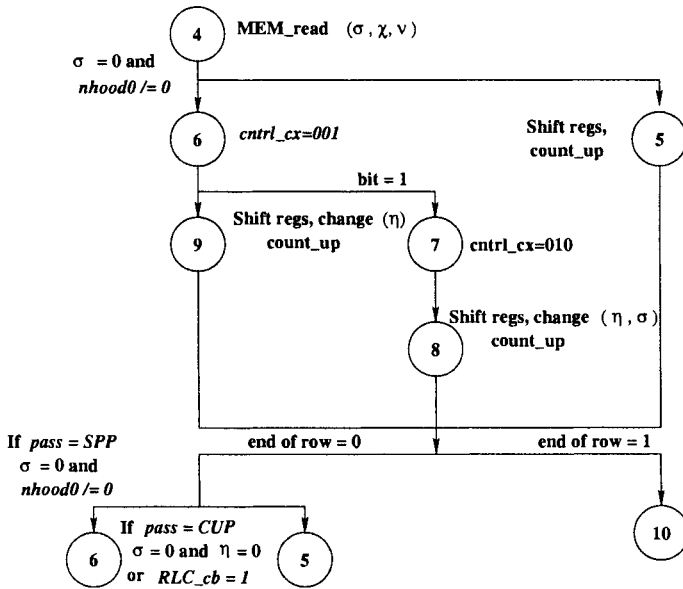 4
MEM_read (σ, χ, ν)
σ = 0 and
nhood0 /= 0
6
cntrl_cx=001
Shift regs,
count_up
5
bit = 1
9
Shift regs, change (η)
count_up
7
cntrl_cx=010
Shift regs, change (η, σ)
count_up
8
If pass = SPP
σ = 0 and
nhood0 /= 0
end of row = 0
end of row = 1
If pass = CUP
σ = 0 and η = 0
or RLC_cb = 1
6
5
10